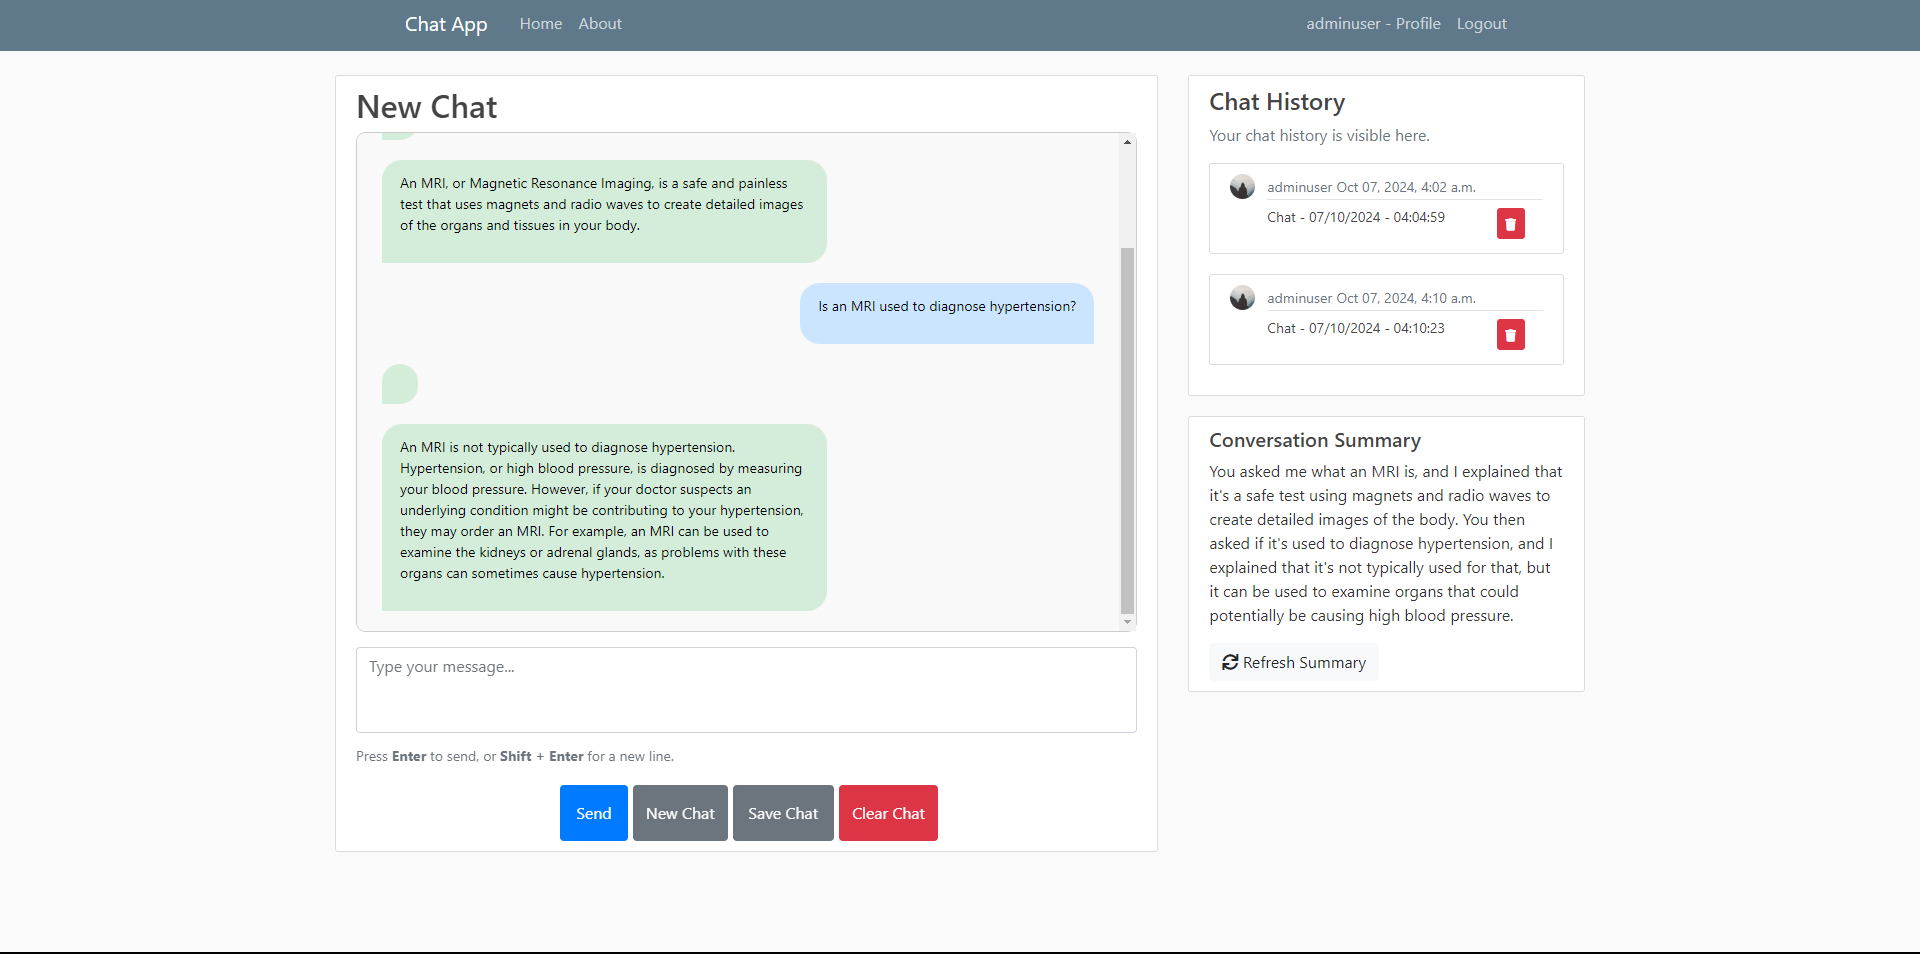 Chat App
Home
About
adminuser - Profile
Logout
New Chat
An MRI, or Magnetic Resonance Imaging, is a safe and painless
test that uses magnets and radio waves to create detailed images
of the organs and tissues in your body.
Is an MRI used to diagnose hypertension?
An MRI is not typically used to diagnose hypertension.
Hypertension, or high blood pressure, is diagnosed by measuring
your blood pressure. However, if your doctor suspects an
underlying condition might be contributing to your hypertension,
they may order an MRI. For example, an MRI can be used to
examine the kidneys or adrenal glands, as problems with these
organs can sometimes cause hypertension.
Type your message...
Press Enter to send, or Shift + Enter for a new line.
Send
New Chat
Save Chat
Clear Chat
Chat History
Your chat history is visible here.
adminuser Oct 07, 2024, 4:02 a.m.
Chat - 07/10/2024 - 04:04:59
adminuser Oct 07, 2024, 4:10 a.m.
Chat - 07/10/2024 - 04:10:23
Conversation Summary
You asked me what an MRI is, and I explained that
it's a safe test using magnets and radio waves to
create detailed images of the body. You then
asked if it's used to diagnose hypertension, and I
explained that it's not typically used for that, but
it can be used to examine organs that could
potentially be causing high blood pressure.
Refresh Summary